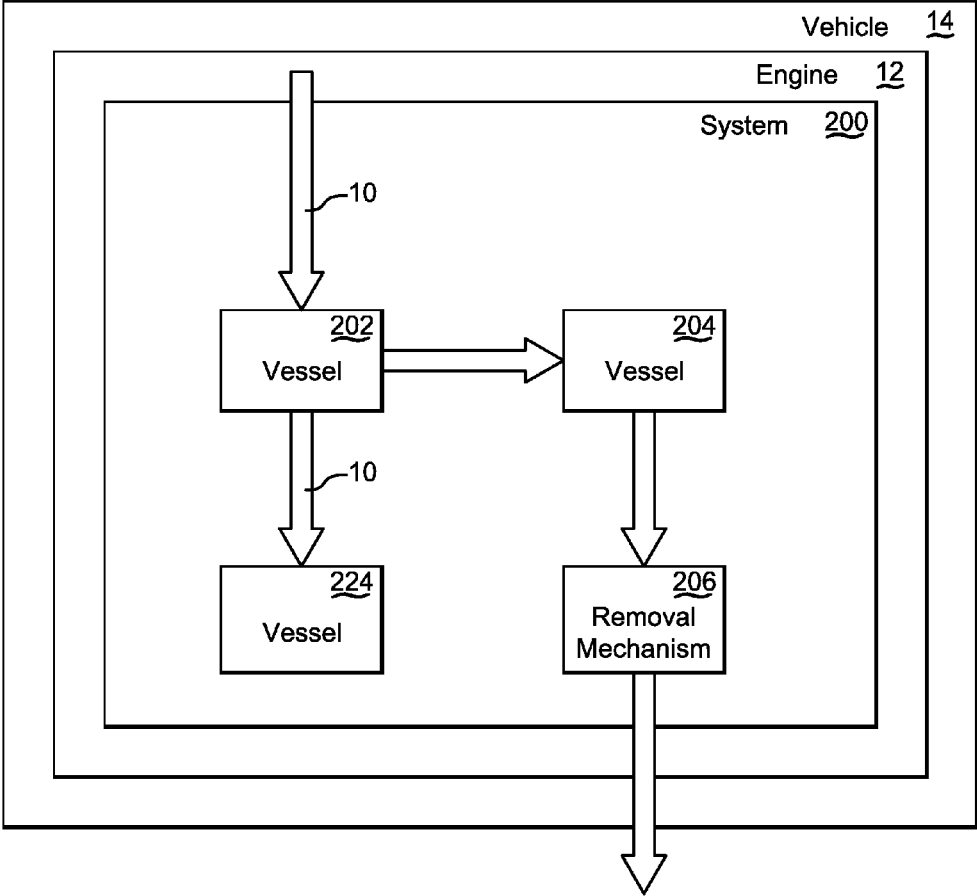 Vehicle 14
Engine 12
System 200
10
202
Vessel
204
Vessel
10
224
Vessel
206
Removal
Mechanism